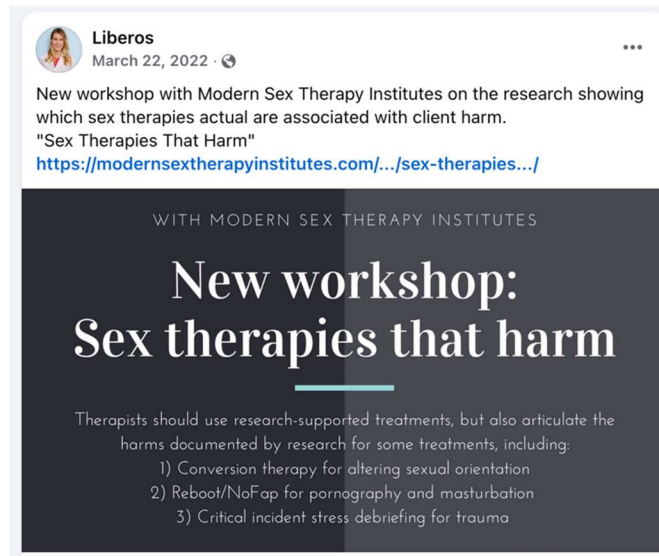 Liberos
March 22, 2022 ·
New workshop with Modern Sex Therapy Institutes on the research showing
which sex therapies actual are associated with client harm.
"Sex Therapies That Harm"
https://modernsextherapyinstitutes.com/.../sex-therapies.../
WITH MODERN SEX THERAPY INSTITUTES
New workshop:
Sex therapies that harm
Therapists should use research-supported treatments, but also articulate the
harms documented by research for some treatments, including:
1) Conversion therapy for altering sexual orientation
2) Reboot/NoFap for pornography and masturbation
3) Critical incident stress debriefing for trauma